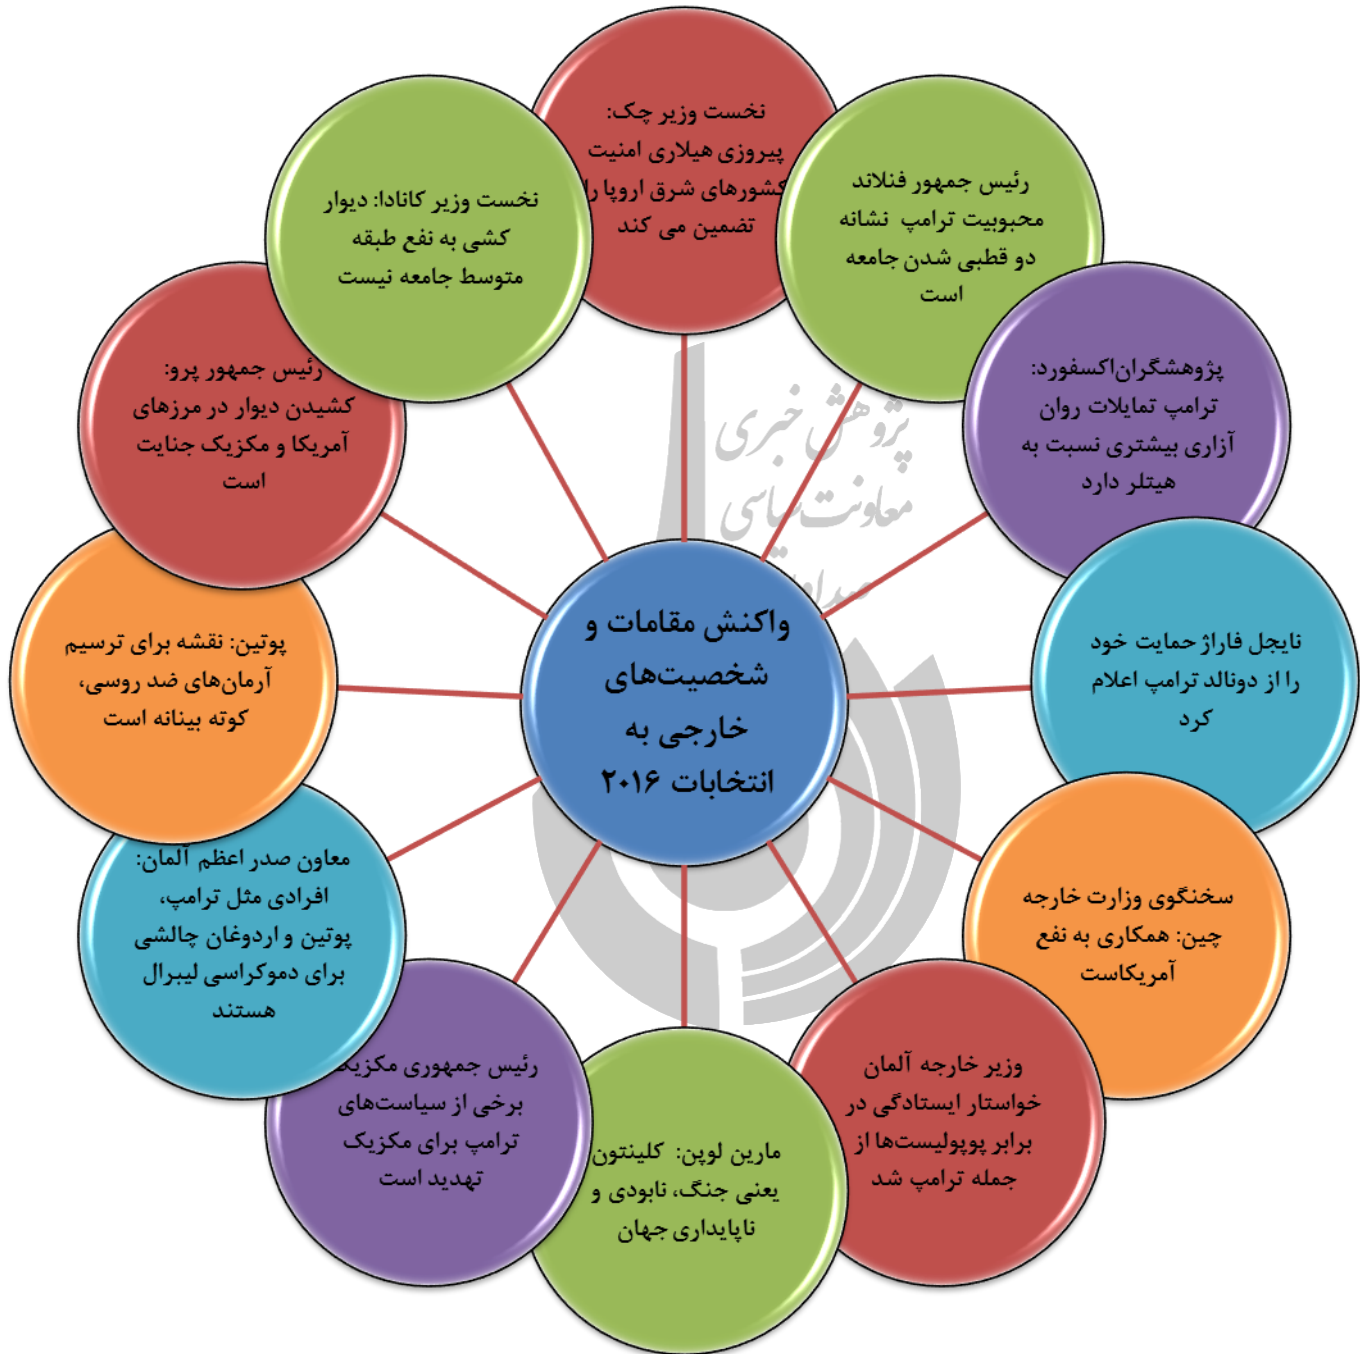 واکنش مقامات و
شخصیت‌های
خارجی به
انتخابات ۲۰۱۶
نخست وزیر چک:
پیروزی هیلاری امنیت
کشورهای شرق اروپا را
تضمین می کند
رئیس جمهور فنلاند
محبوبیت ترامپ نشانه
دو قطبی شدن جامعه
است
پژوهشگران‌اکسفورد:
ترامپ تمایلات روان
آزاری بیشتری نسبت به
هیتلر دارد
نایجل فاراژ حمایت خود
را از دونالد ترامپ اعلام
کرد
سخنگوی وزارت خارجه
چین: همکاری به نفع
آمریکاست
وزیر خارجه آلمان
خواستار ایستادگی در
برابر پوپولیست‌ها از
جمله ترامپ شد
مارین لوپن: کلینتون
یعنی جنگ، نابودی و
ناپایداری جهان
رئیس جمهوری مکزیک
برخی از سیاست‌های
ترامپ برای مکزیک
تهدید است
معاون صدر اعظم آلمان:
افرادی مثل ترامپ،
پوتین و اردوغان چالشی
برای دموکراسی لیبرال
هستند
پوتین: نقشه برای ترسیم
آرمان‌های ضد روسی،
کوته بینانه است
رئیس جمهور پرو:
کشیدن دیوار در مرزهای
آمریکا و مکزیک جنایت
است
نخست وزیر کانادا: دیوار
کشی به نفع طبقه
متوسط جامعه نیست
پژوهش خبری
معاونت سیاسی